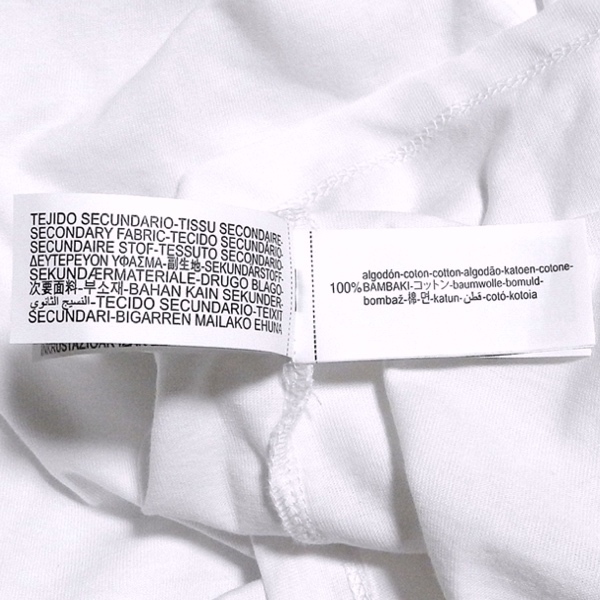 TEJIDO SECUNDARIO-TISSU SECONDAIRE-
SECONDARY FABRIC-TECIDO SECUNDÁRIO-
SECUNDAIRE STOF-TESSUTO SECONDARIO-
ΔΕΥΤΕΡΕΥΟΝ ΥΦΑΣΜΑ-副生地-SEKUNDARSTOFF-
SEKUNDÆRMATERIALE-DRUGO BLAGO-
次要面料-부소재-BAHAN KAIN SEKUNDER-
النسيج الثانوي-TECIDO SECUNDARIO-TEIXIT
SECUNDARI-BIGARREN MAILAKO EHUNA
algodón-coton-cotton-algodão-katoen-cotone-
100% BAMBAKI-コットン-baumwolle-bomuld-
bombaž-棉-면-katun-قطن-cotó-kotoia